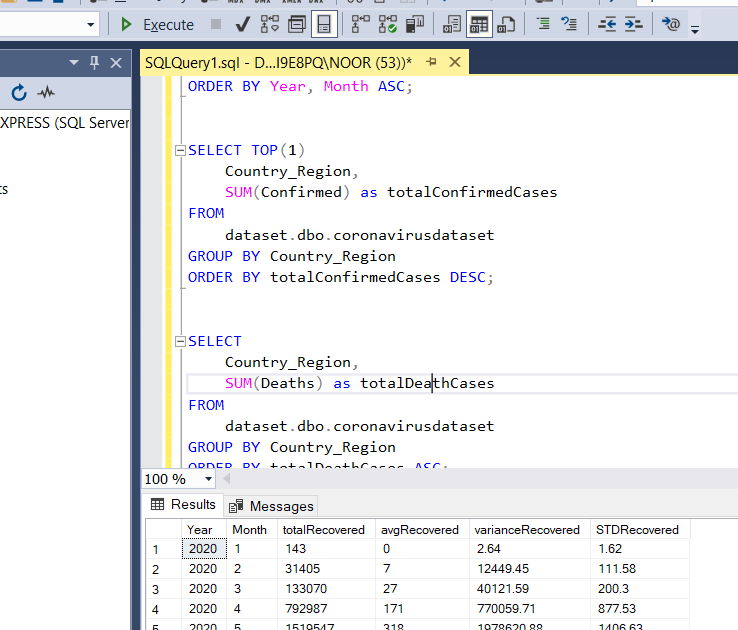 Execute
SQLQuery1.sql - D...I9E8PQ\NOOR (53))*
ORDER BY Year, Month ASC;
XPRESS (SQL Server
ts
SELECT TOP(1)
Country_Region,
SUM(Confirmed) as totalConfirmedCases
FROM
dataset.dbo.coronavirusdataset
GROUP BY Country_Region
ORDER BY totalConfirmedCases DESC;
SELECT
Country_Region,
SUM(Deaths) as totalDeathCases
FROM
dataset.dbo.coronavirusdataset
GROUP BY Country_Region
ORDER BY totalDeathCases ASC;
100 %
Results Messages
Year Month totalRecovered avgRecovered varianceRecovered STDRecovered
1 2020 1 143 0 2.64 1.62
2 2020 2 31405 7 12449.45 111.58
3 2020 3 133070 27 40121.59 200.3
4 2020 4 792987 171 770059.71 877.53
5 2020 5 1519547 318 1978620.88 1406.63